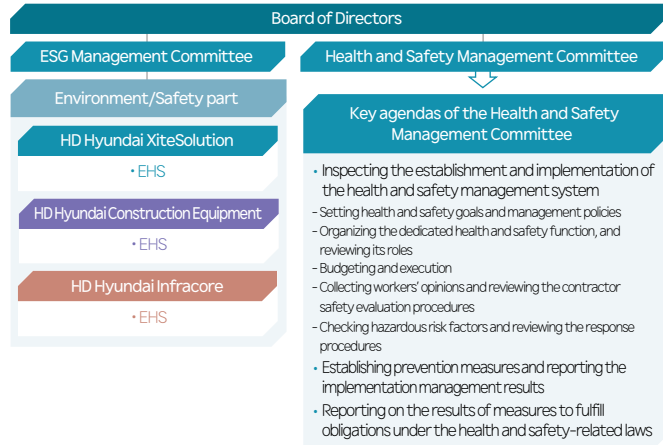 Board of Directors
ESG Management Committee
Environment/Safety part
HD Hyundai XiteSolution
• EHS
HD Hyundai Construction Equipment
• EHS
HD Hyundai Infracore
• EHS
Health and Safety Management Committee
Key agendas of the Health and Safety
Management Committee
• Inspecting the establishment and implementation of
the health and safety management system
- Setting health and safety goals and management policies
- Organizing the dedicated health and safety function, and
reviewing its roles
- Budgeting and execution
- Collecting workers' opinions and reviewing the contractor
safety evaluation procedures
- Checking hazardous risk factors and reviewing the response
procedures
• Establishing prevention measures and reporting the
implementation management results
• Reporting on the results of measures to fulfill
obligations under the health and safety-related laws